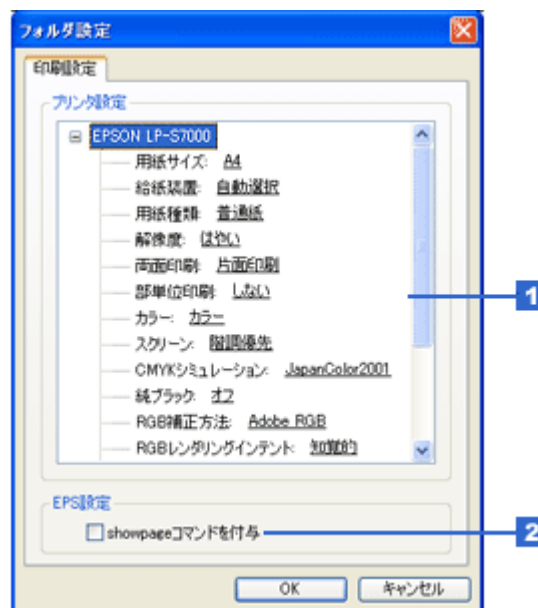 フォルダ設定
印刷設定
プリンタ設定
EPSON LP-S7000
用紙サイズ: A4
給紙装置: 自動選択
用紙種類: 普通紙
解像度: はやい
両面印刷: 片面印刷
部単位印刷: しない
カラー: カラー
スクリーン: 階調優先
CMYKシミュレーション: JapanColor2001
純ブラック: オフ
RGB補正方法: Adobe RGB
RGBレンダリングインテント: 知覚的
1
EPS設定
showpageコマンドを付与
2
OK キャンセル